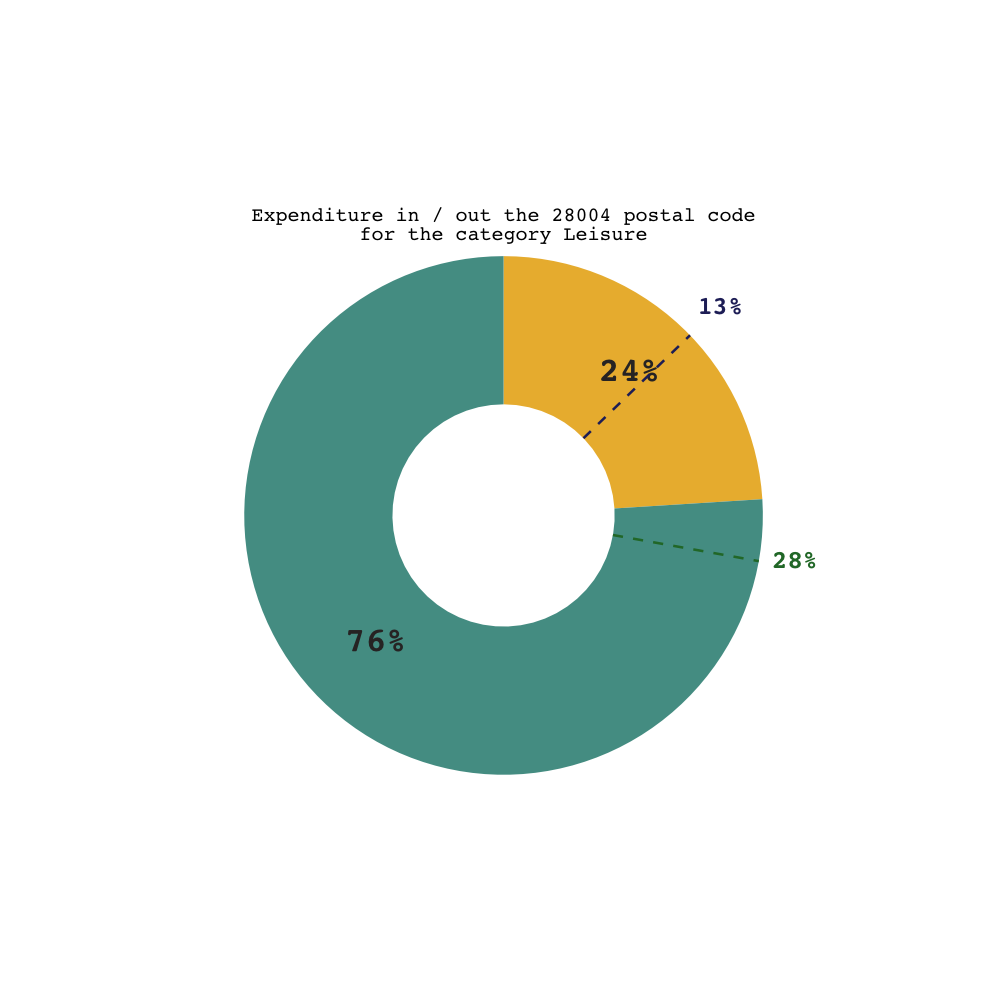 Expenditure in / out the 28004 postal code
for the category Leisure
13%
24%
28%
76%